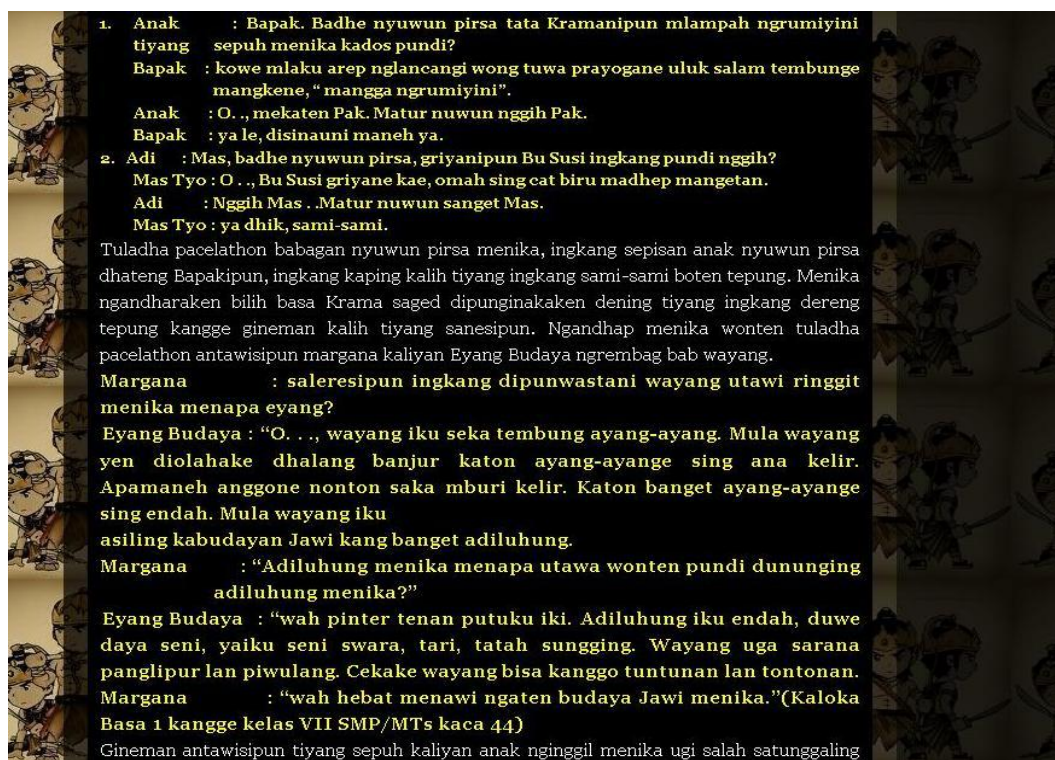 1. Anak : Bapak. Badhe nyuwun pirsa tata Kramanipun mlampah ngrumiyini
tiyang sepuh menika kados pundi?
Bapak : kowe mlaku arep nglancangi wong tuwa prayogane uluk salam tembunge
mangkene, “ mangga ngrumiyini”.
Anak : O. ., mekaten Pak. Matur nuwun nggih Pak.
Bapak : ya le, disinauni maneh ya.
2. Adi : Mas, badhe nyuwun pirsa, griyanipun Bu Susi ingkang pundi nggih?
Mas Tyo : O . ., Bu Susi griyane kae, omah sing cat biru madhep mangetan.
Adi : Nggih Mas . .Matur nuwun sanget Mas.
Mas Tyo : ya dhik, sami-sami.
Tuladha pacelathon babagan nyuwun pirsa menika, ingkang sepisan anak nyuwun pirsa
dhateng Bapakipun, ingkang kaping kalih tiyang ingkang sami-sami boten tepung. Menika
ngandharaken bilih basa Krama saged dipunginakaken dening tiyang ingkang dereng
tepung kangge gineman kalih tiyang sanesipun. Ngandhap menika wonten tuladha
pacelathon antawisipun margana kaliyan Eyang Budaya ngrembag bab wayang.
Margana : saleresipun ingkang dipunwastani wayang utawi ringgit
menika menapa eyang?
Eyang Budaya : “O. . ., wayang iku seka tembung ayang-ayang. Mula wayang
yen diolahake dhalang banjur katon ayang-ayange sing ana kelir.
Apamaneh anggone nonton saka mburi kelir. Katon banget ayang-ayange
sing endah. Mula wayang iku
asiling kabudayan Jawi kang banget adiluhung.
Margana : “Adiluhung menika menapa utawa wonten pundi dununging
adiluhung menika?”
Eyang Budaya : “wah pinter tenan putuku iki. Adiluhung iku endah, duwe
daya seni, yaiku seni swara, tari, tatah sungging. Wayang uga sarana
panglipur lan piwulang. Cekake wayang bisa kanggo tuntunan lan tontonan.
Margana : “wah hebat menawi ngaten budaya Jawi menika.”(Kaloka
Basa 1 kangge kelas VII SMP/MTs kaca 44)
Gineman antawisipun tiyang sepuh kaliyan anak nginggil menika ugi salah satunggaling